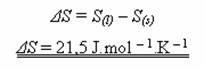 ΔS = S(l) – S(s)
ΔS = 21,5 J.mol – 1.K – 1